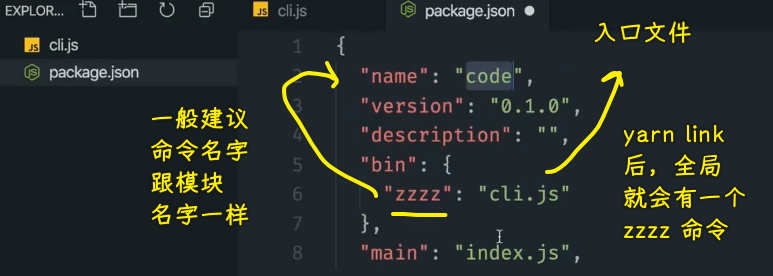 EXPLOR...
cli.js
package.json
cli.js
package.json
1 {
2 "name": "code",
3 "version": "0.1.0",
4 "description": "",
5 "bin": {
6 "zzzz": "cli.js"
7 },
8 "main": "index.js",
一般建议
命令名字
跟模块
名字一样
入口文件
yarn link
后，全局
就会有一个
zzzz 命令